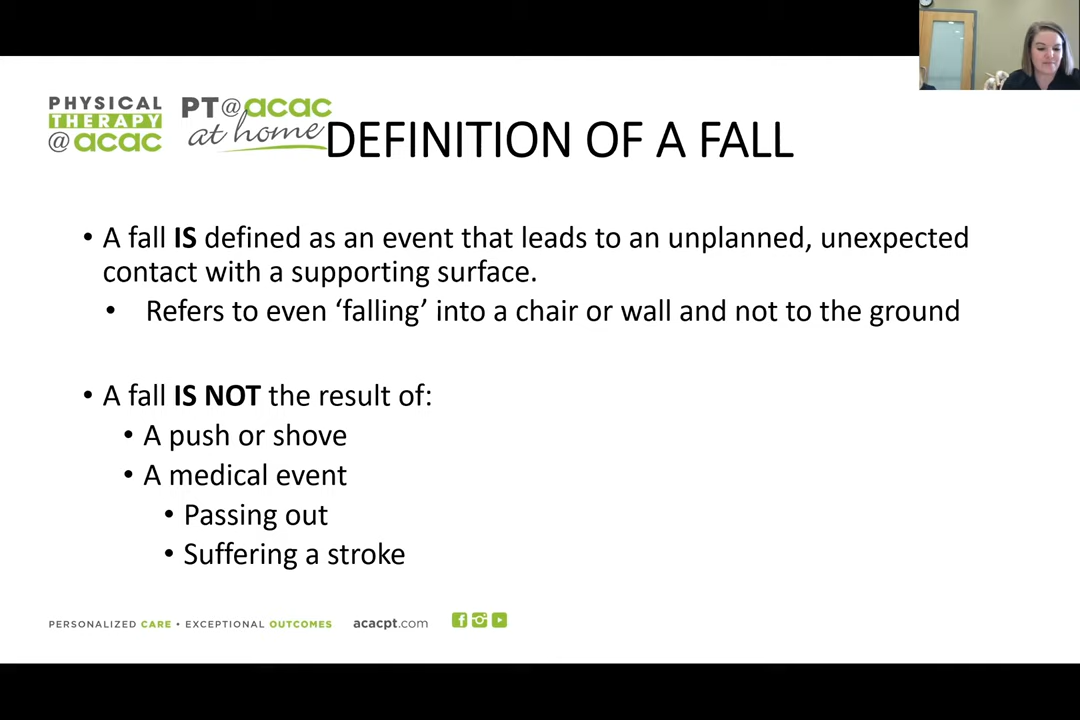 PHYSICAL
THERAPY
@acac
PT@acac
at home
DEFINITION OF A FALL
• A fall IS defined as an event that leads to an unplanned, unexpected
contact with a supporting surface.
• Refers to even ‘falling’ into a chair or wall and not to the ground
• A fall IS NOT the result of:
• A push or shove
• A medical event
• Passing out
• Suffering a stroke
PERSONALIZED CARE • EXCEPTIONAL OUTCOMES acacpt.com